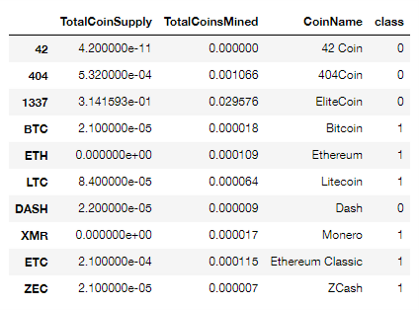 TotalCoinSupply TotalCoinsMined CoinName class
42 4.200000e-11 0.000000 42 Coin 0
404 5.320000e-04 0.001066 404Coin 0
1337 3.141593e-01 0.029576 EliteCoin 0
BTC 2.100000e-05 0.000018 Bitcoin 1
ETH 0.000000e+00 0.000109 Ethereum 1
LTC 8.400000e-05 0.000064 Litecoin 1
DASH 2.200000e-05 0.000009 Dash 0
XMR 0.000000e+00 0.000017 Monero 1
ETC 2.100000e-04 0.000115 Ethereum Classic 1
ZEC 2.100000e-05 0.000007 ZCash 1